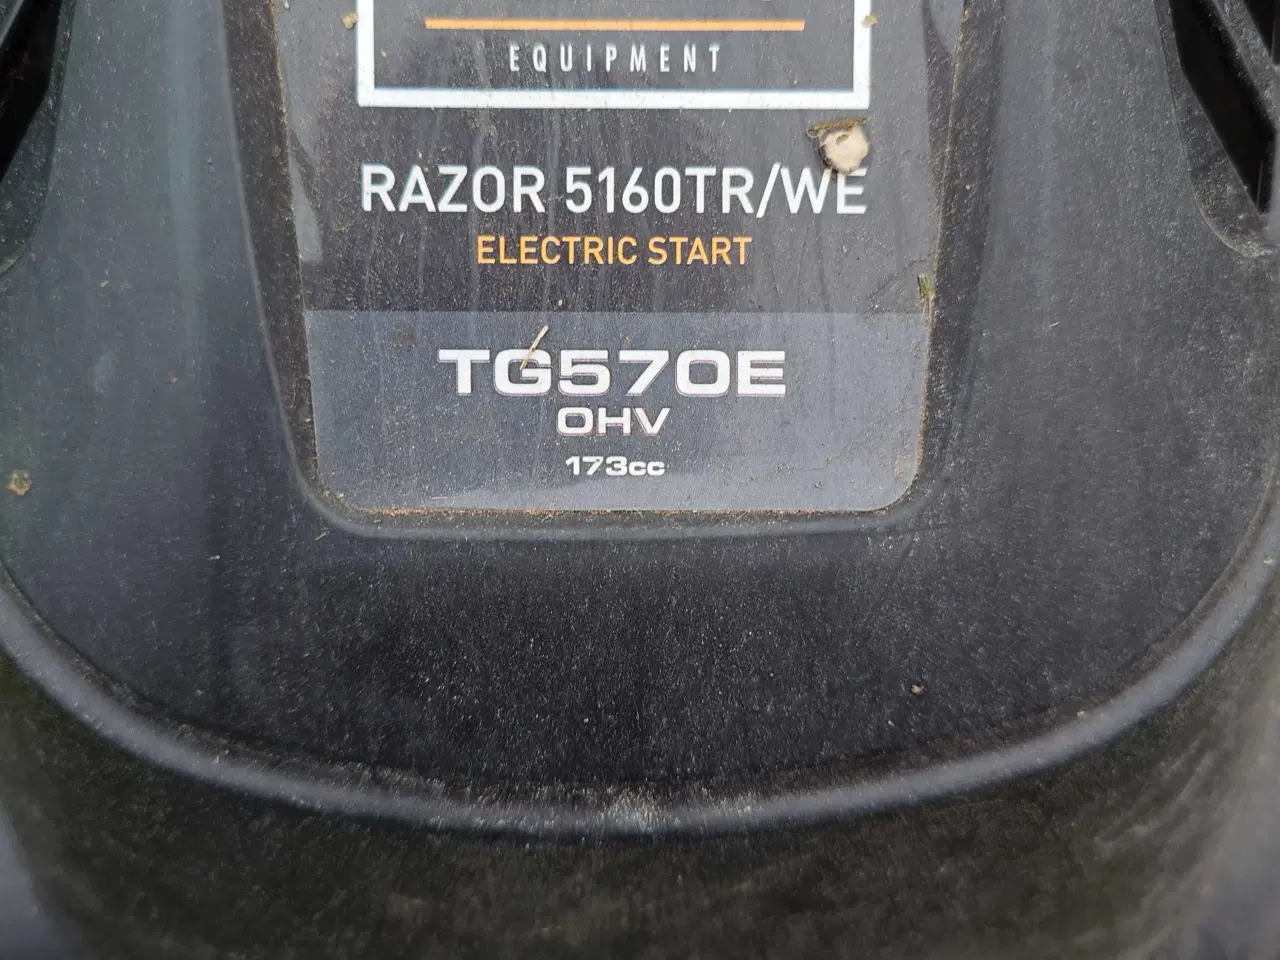 EQUIPMENT
RAZOR 5160TR/WE
ELECTRIC START
TG570E
OHV
173cc